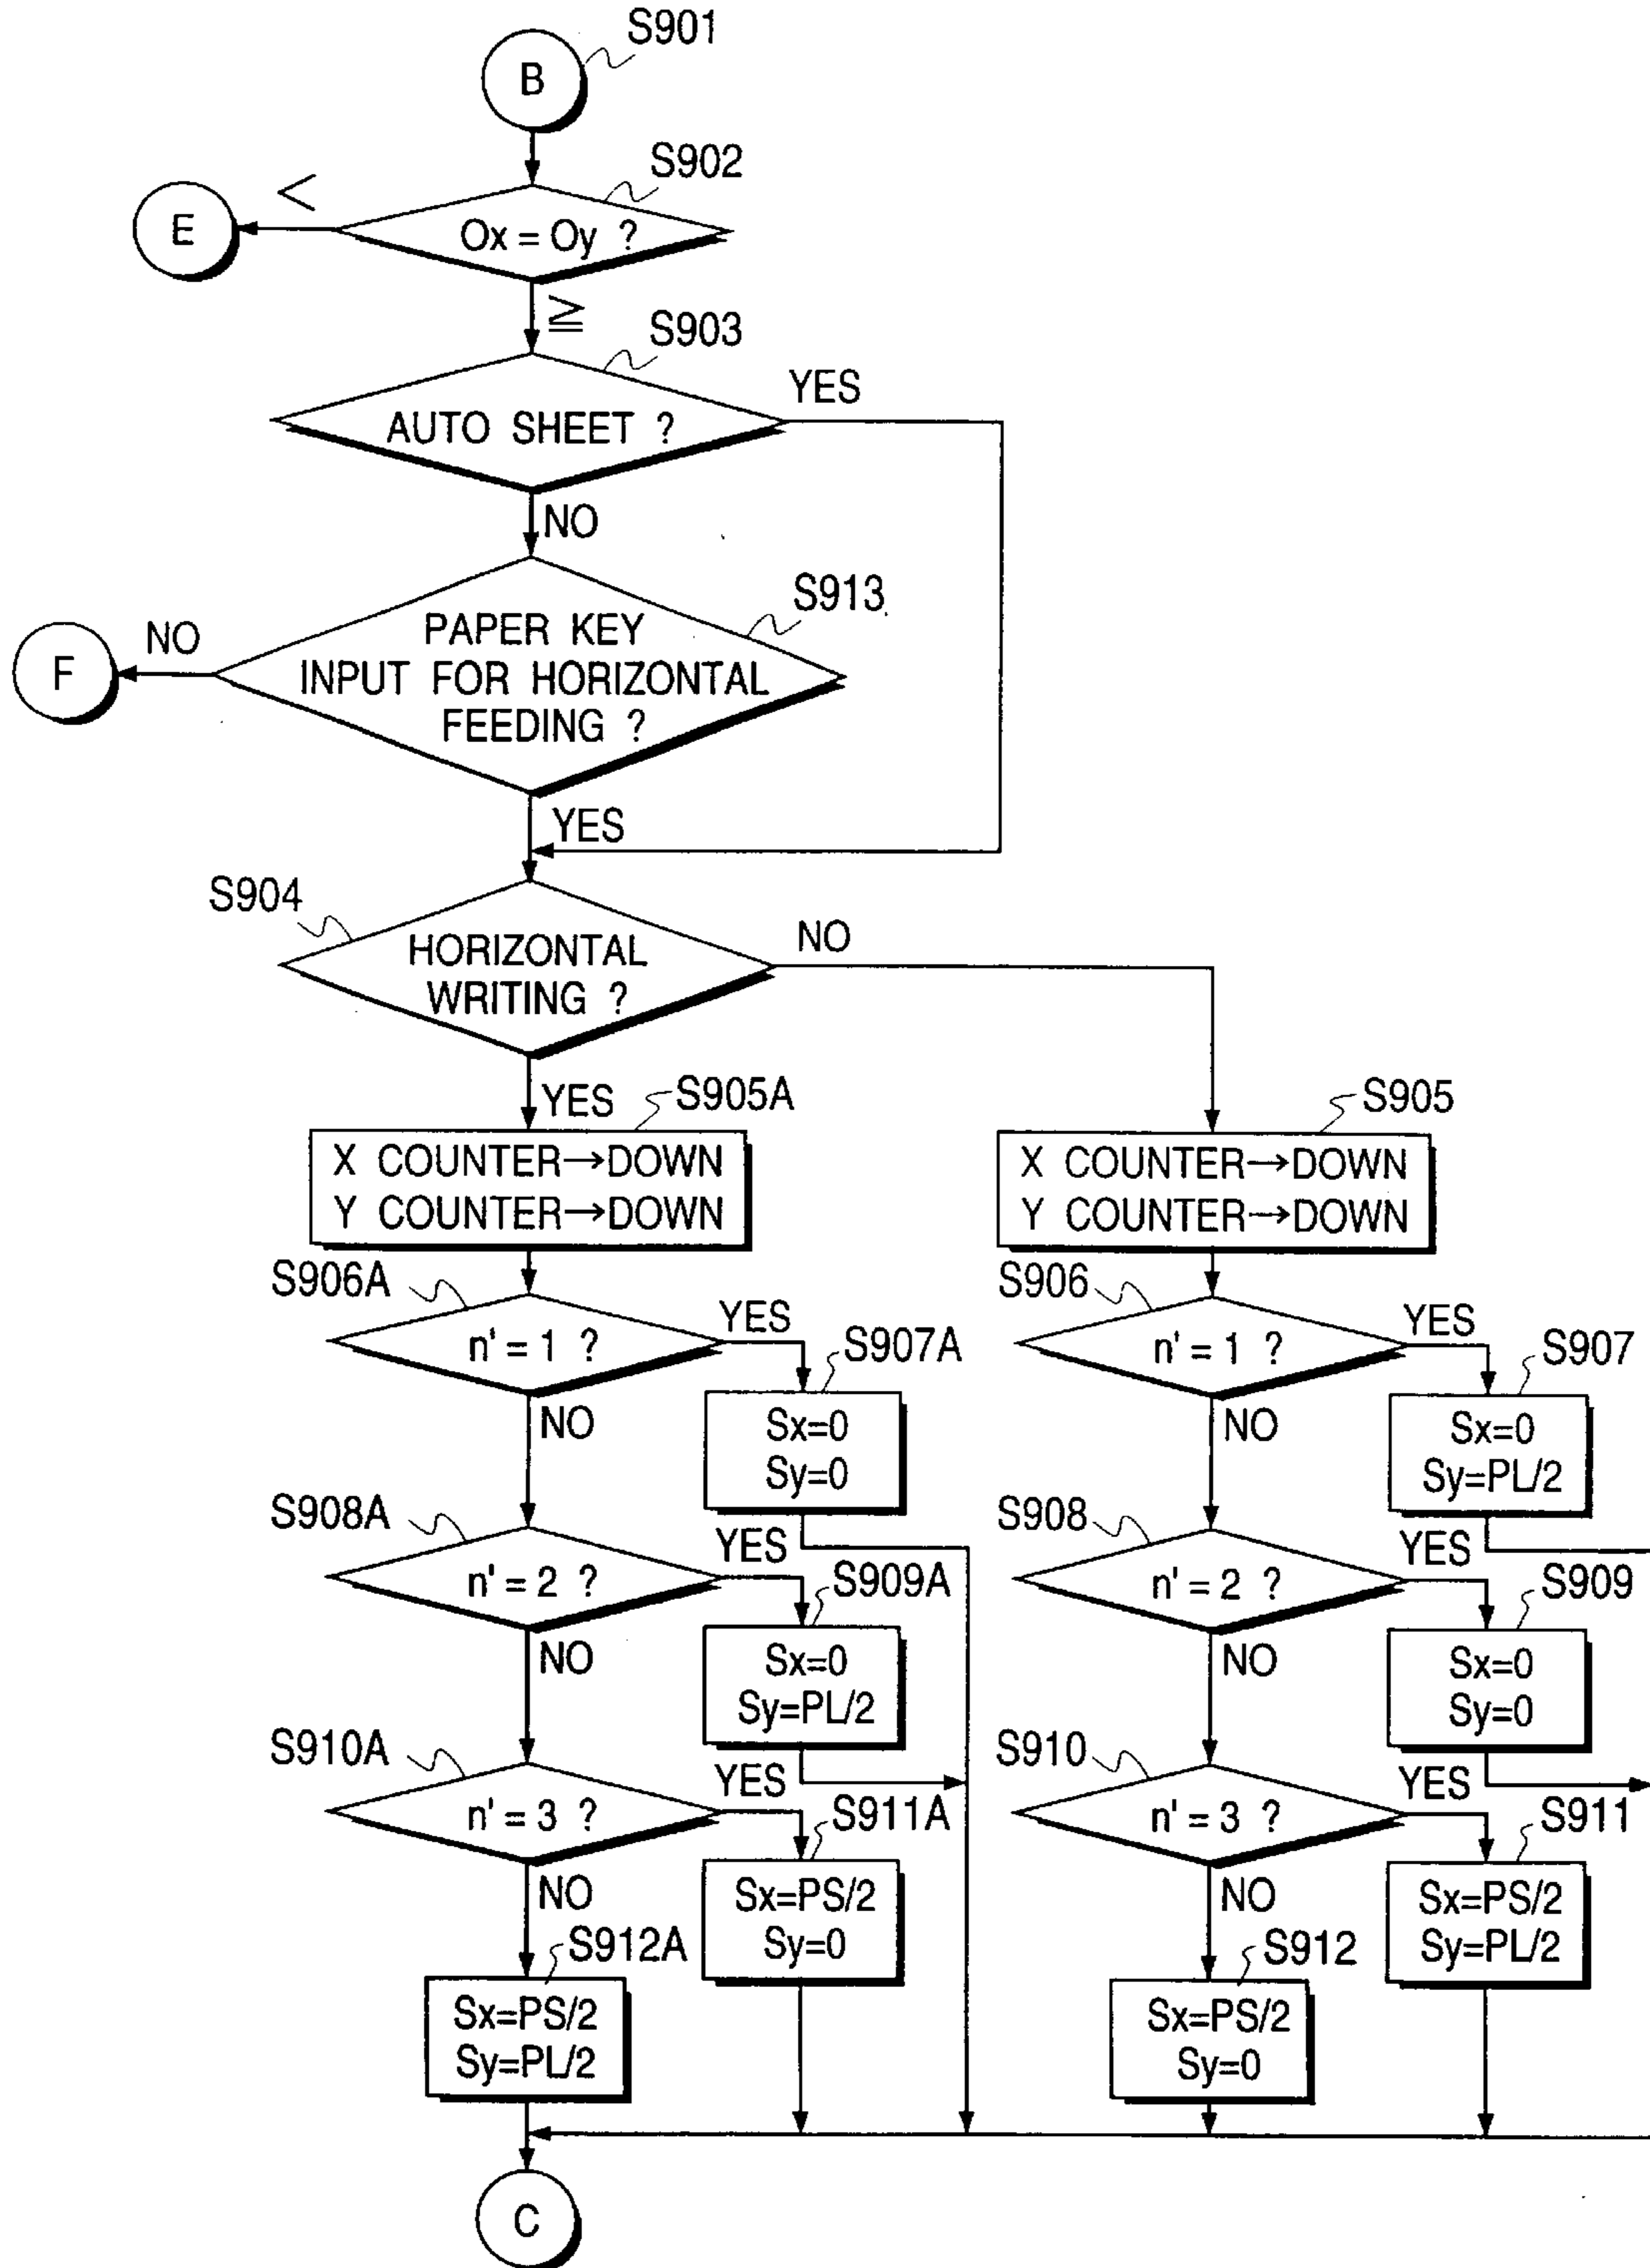 S901
B
S902
<
E
Ox = Oy ?
≧
S903
YES
AUTO SHEET ?
NO
S913
PAPER KEY
INPUT FOR HORIZONTAL
FEEDING ?
NO
F
YES
S904
HORIZONTAL
WRITING ?
NO
YES
S905A
X COUNTER→DOWN
Y COUNTER→DOWN
S905
X COUNTER→DOWN
Y COUNTER→DOWN
S906A
n' = 1 ?
YES
S907A
Sx=0
Sy=0
NO
S908A
n' = 2 ?
YES
S909A
Sx=0
Sy=PL/2
NO
S910A
n' = 3 ?
YES
S911A
Sx=PS/2
Sy=0
NO
S912A
Sx=PS/2
Sy=PL/2
S906
n' = 1 ?
YES
S907
Sx=0
Sy=PL/2
NO
S908
n' = 2 ?
YES
S909
Sx=0
Sy=0
NO
S910
n' = 3 ?
YES
S911
Sx=PS/2
Sy=PL/2
NO
S912
Sx=PS/2
Sy=0
C